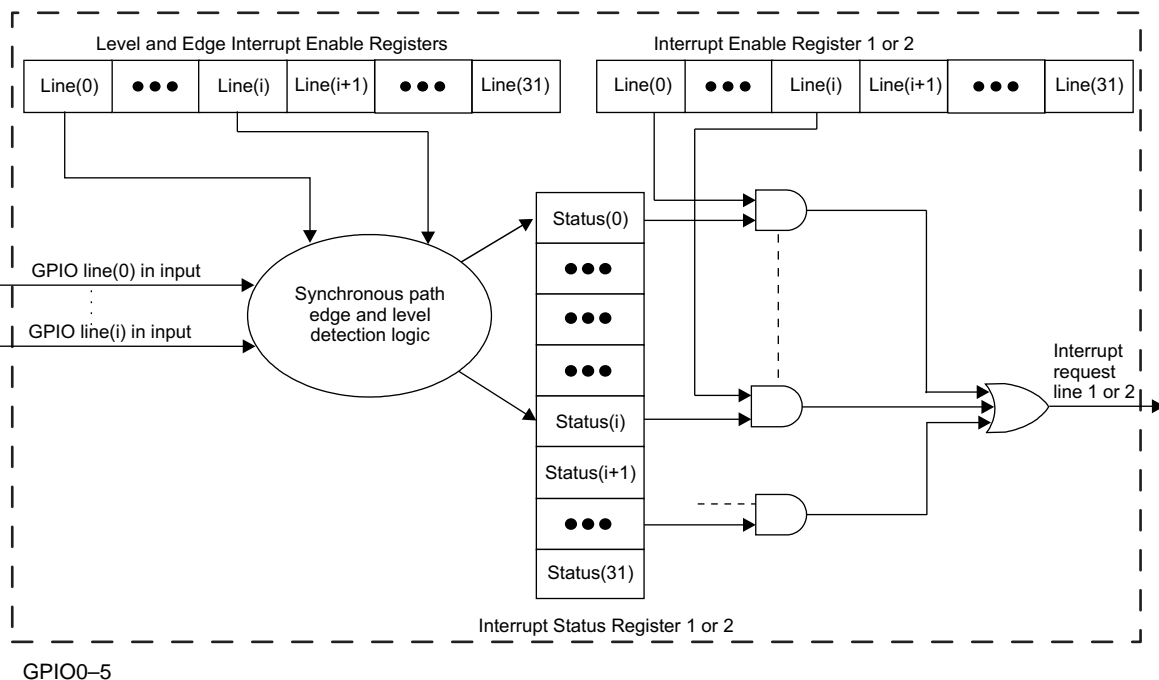 Level and Edge Interrupt Enable Registers
Line(0) ●●● Line(i) Line(i+1) ●●● Line(31)
Interrupt Enable Register 1 or 2
Line(0) ●●● Line(i) Line(i+1) ●●● Line(31)
GPIO line(0) in input
GPIO line(i) in input
Synchronous path
edge and level
detection logic
Status(0)
●●●
●●●
●●●
Status(i)
Status(i+1)
●●●
Status(31)
Interrupt
request
line 1 or 2
Interrupt Status Register 1 or 2
GPIO0–5